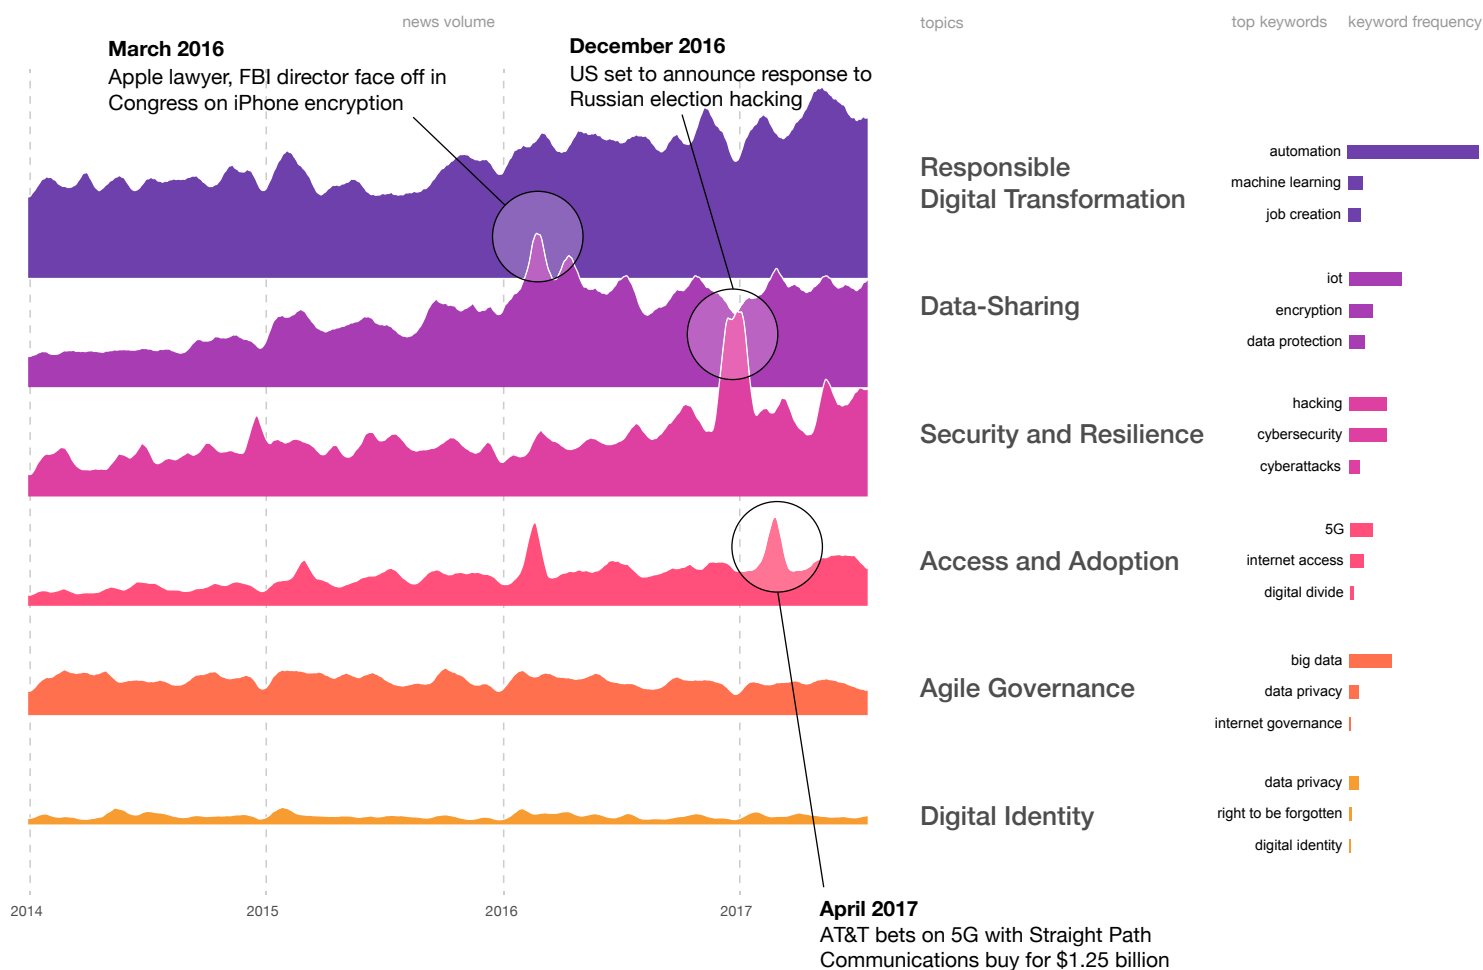 news volume
topics
top keywords
keyword frequency
March 2016
Apple lawyer, FBI director face off in
Congress on iPhone encryption
December 2016
US set to announce response to
Russian election hacking
Responsible
Digital Transformation
automation
machine learning
job creation
Data-Sharing
iot
encryption
data protection
Security and Resilience
hacking
cybersecurity
cyberattacks
Access and Adoption
5G
internet access
digital divide
Agile Governance
big data
data privacy
internet governance
Digital Identity
data privacy
right to be forgotten
digital identity
2014
2015
2016
2017
April 2017
AT&T bets on 5G with Straight Path
Communications buy for $1.25 billion